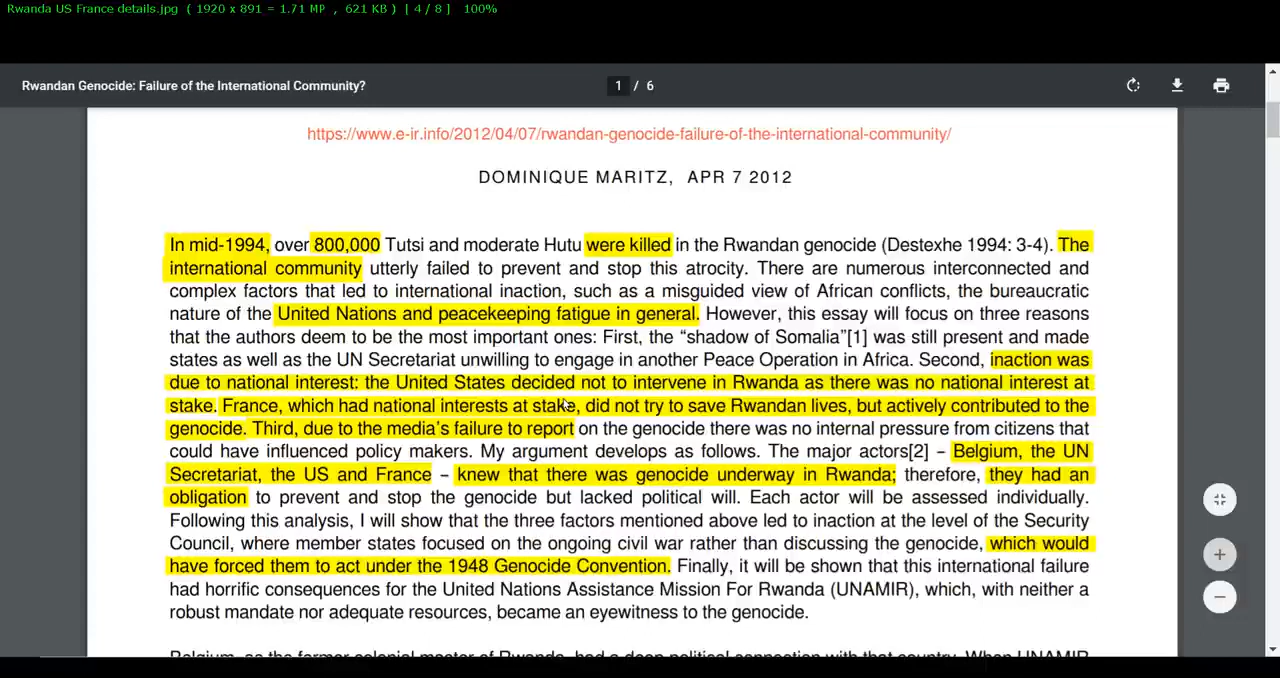 Rwanda US France details.jpg ( 1920 x 891 = 1.71 MP , 621 KB ) [ 4 / 8 ] 100%
Rwandan Genocide: Failure of the International Community?
1 / 6
https://www.e-ir.info/2012/04/07/rwandan-genocide-failure-of-the-international-community/
DOMINIQUE MARITZ, APR 7 2012
In mid-1994, over 800,000 Tutsi and moderate Hutu were killed in the Rwandan genocide (Destexhe 1994: 3-4). The
international community utterly failed to prevent and stop this atrocity. There are numerous interconnected and
complex factors that led to international inaction, such as a misguided view of African conflicts, the bureaucratic
nature of the United Nations and peacekeeping fatigue in general. However, this essay will focus on three reasons
that the authors deem to be the most important ones: First, the “shadow of Somalia”[1] was still present and made
states as well as the UN Secretariat unwilling to engage in another Peace Operation in Africa. Second, inaction was
due to national interest: the United States decided not to intervene in Rwanda as there was no national interest at
stake. France, which had national interests at stake, did not try to save Rwandan lives, but actively contributed to the
genocide. Third, due to the media’s failure to report on the genocide there was no internal pressure from citizens that
could have influenced policy makers. My argument develops as follows. The major actors[2] – Belgium, the UN
Secretariat, the US and France – knew that there was genocide underway in Rwanda; therefore, they had an
obligation to prevent and stop the genocide but lacked political will. Each actor will be assessed individually.
Following this analysis, I will show that the three factors mentioned above led to inaction at the level of the Security
Council, where member states focused on the ongoing civil war rather than discussing the genocide, which would
have forced them to act under the 1948 Genocide Convention. Finally, it will be shown that this international failure
had horrific consequences for the United Nations Assistance Mission For Rwanda (UNAMIR), which, with neither a
robust mandate nor adequate resources, became an eyewitness to the genocide.
Belgium, as the former colonial master of Rwanda, had a deep political connection with that country. When UNAMIR